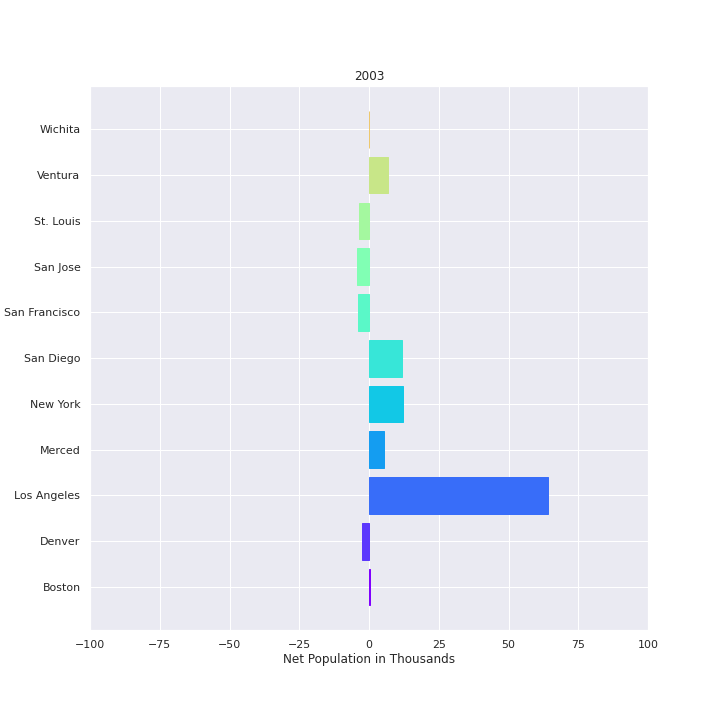 2003
Wichita
Ventura
St. Louis
San Jose
San Francisco
San Diego
New York
Merced
Los Angeles
Denver
Boston
−100 −75 −50 −25 0 25 50 75 100
Net Population in Thousands